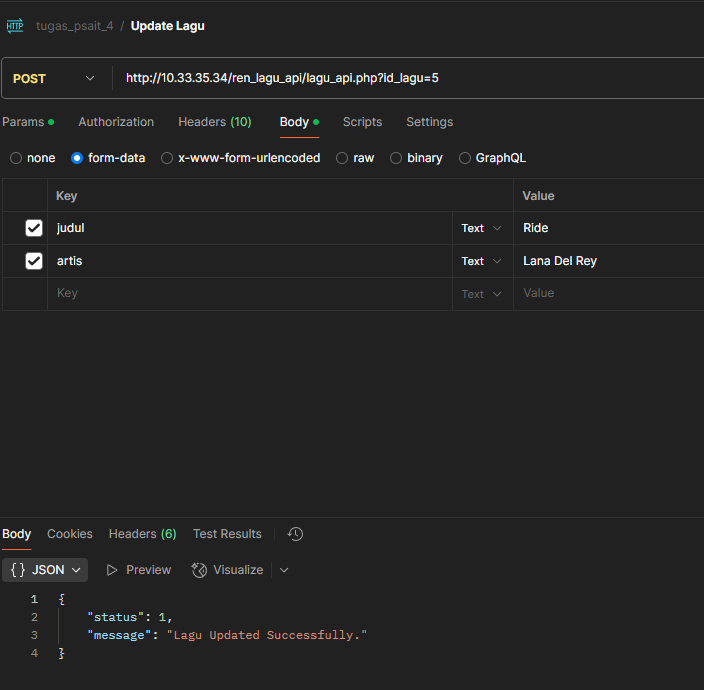 HTTP tugas_psait_4 / Update Lagu
POST http://10.33.35.34/ren_lagu_api/lagu_api.php?id_lagu=5
Params Authorization Headers (10) Body Scripts Settings
none form-data x-www-form-urlencoded raw binary GraphQL
Key Value
judul Text Ride
artis Text Lana Del Rey
Key Text Value
Body Cookies Headers (6) Test Results
{} JSON Preview Visualize
1 {
2 "status": 1,
3 "message": "Lagu Updated Successfully."
4 }